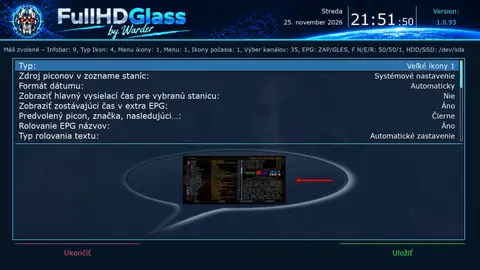 FullHDGlass
by Warder
Streda
25. november 2026
21:51:50
Version:
1.0.93
Máš zvolené – Infobar: 9, Typ Ikon: 4, Menu ikony: 1, Menu: 1, Ikony počasia: 1, Výber kanálov: 35, EPG: ZAP/GLES, F N/E/R: 50/50/1, HDD/SSD: /dev/sda
Typ: Veľké ikony 1
Zdroj piconov v zozname staníc: Systémové nastavenie
Formát dátumu: Automaticky
Zobraziť hlavný vysielací čas pre vybranú stanicu: Nie
Zobraziť zostávajúci čas v extra EPG: Áno
Predvolený picon, značka, nasledujúci...: Čierne
Rolovanie EPG názvov: Áno
Typ rolovania textu: Automatické zastavenie
Ukončiť
Uložiť